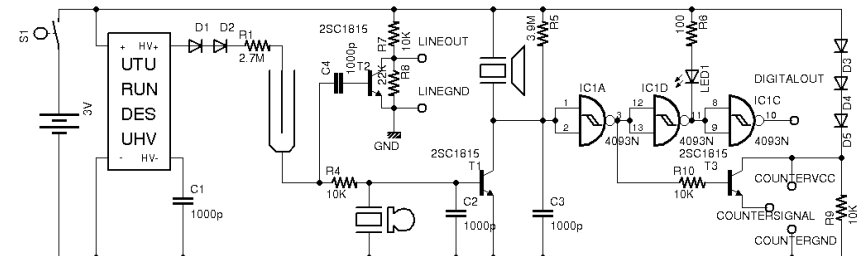 S1
3V
+ HV+
UTU
RUN
DES
UHV
- HV-
D1 D2
R1
2.7M
C1
1000p
2SC1815
C4
1000p
T2
R7
10K
R8
22K
LINEOUT
LINEGND
GND
R4
10K
2SC1815
T1
C2
1000p
C3
1000p
3.9M
R5
IC1A
1
2
3
4093N
IC1D
12
13
11
4093N
100
R6
LED1
IC1C
8
9
10
4093N
DIGITALOUT
D3
D4
D5
2SC1815
T3
R10
10K
COUNTERVCC
COUNTERSIGNAL
COUNTERGND
R9
10K